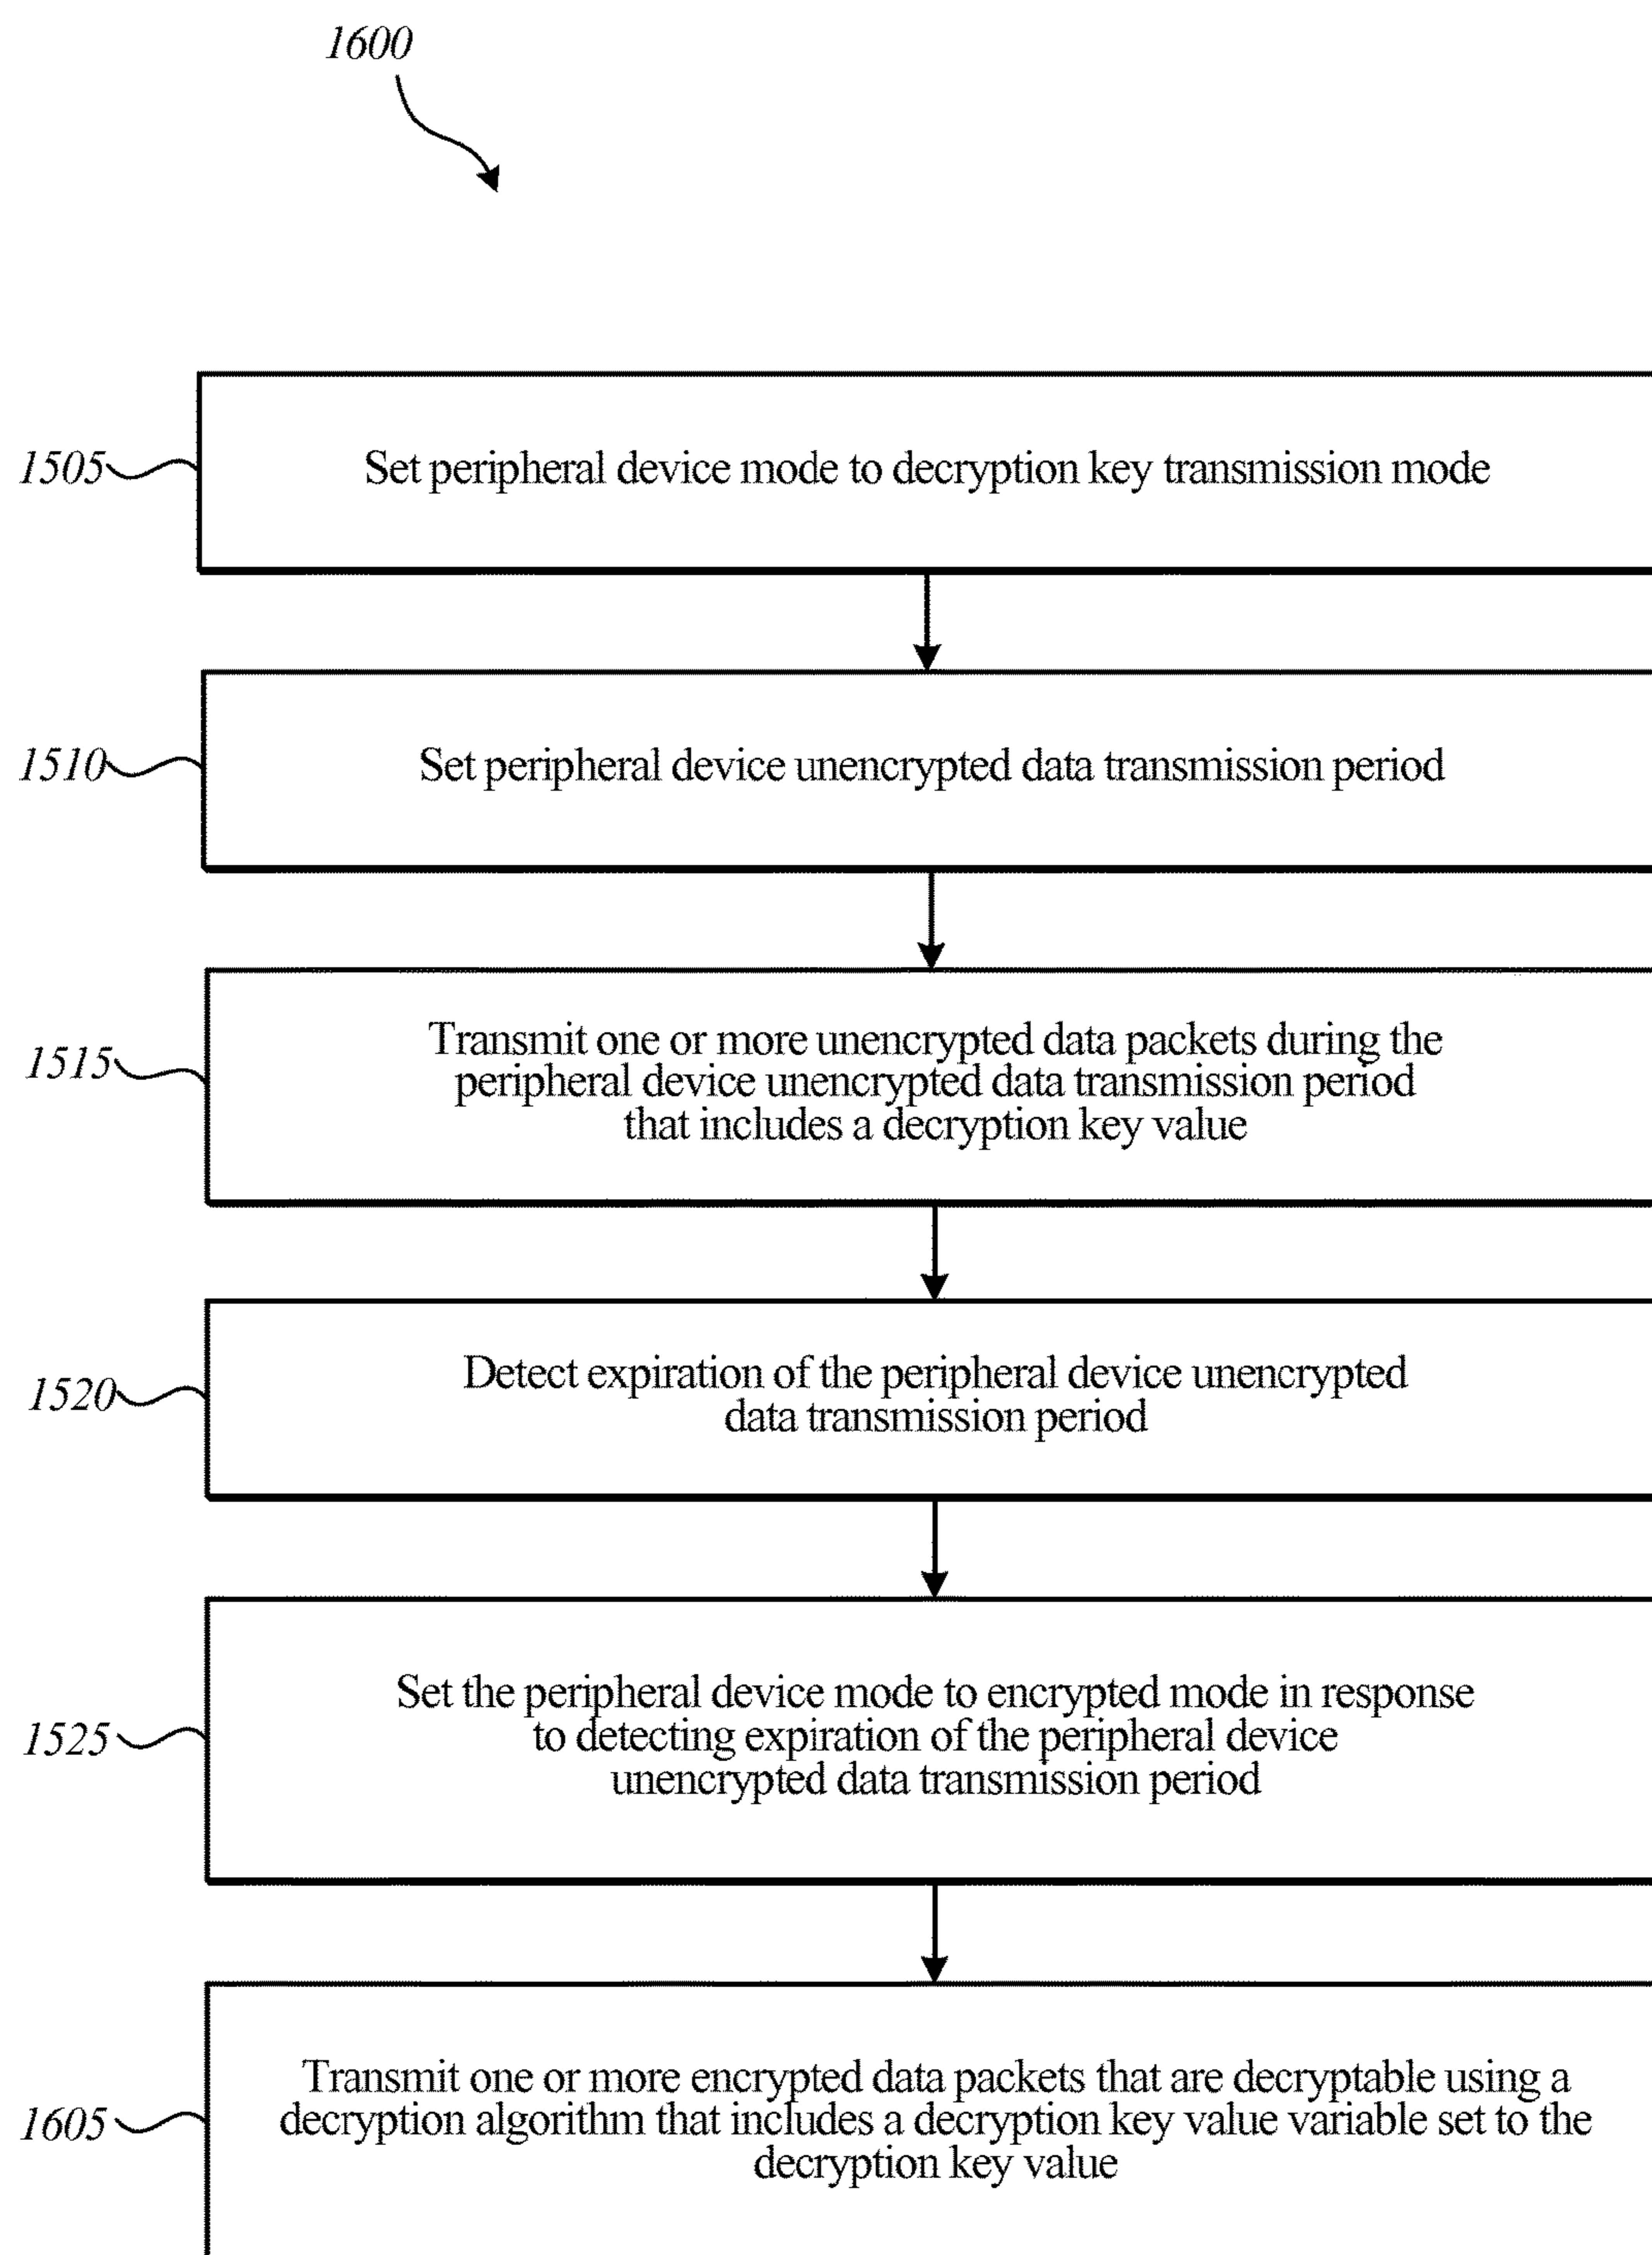 1600
1505
Set peripheral device mode to decryption key transmission mode
1510
Set peripheral device unencrypted data transmission period
1515
Transmit one or more unencrypted data packets during the
peripheral device unencrypted data transmission period
that includes a decryption key value
1520
Detect expiration of the peripheral device unencrypted
data transmission period
1525
Set the peripheral device mode to encrypted mode in response
to detecting expiration of the peripheral device
unencrypted data transmission period
1605
Transmit one or more encrypted data packets that are decryptable using a
decryption algorithm that includes a decryption key value variable set to the
decryption key value